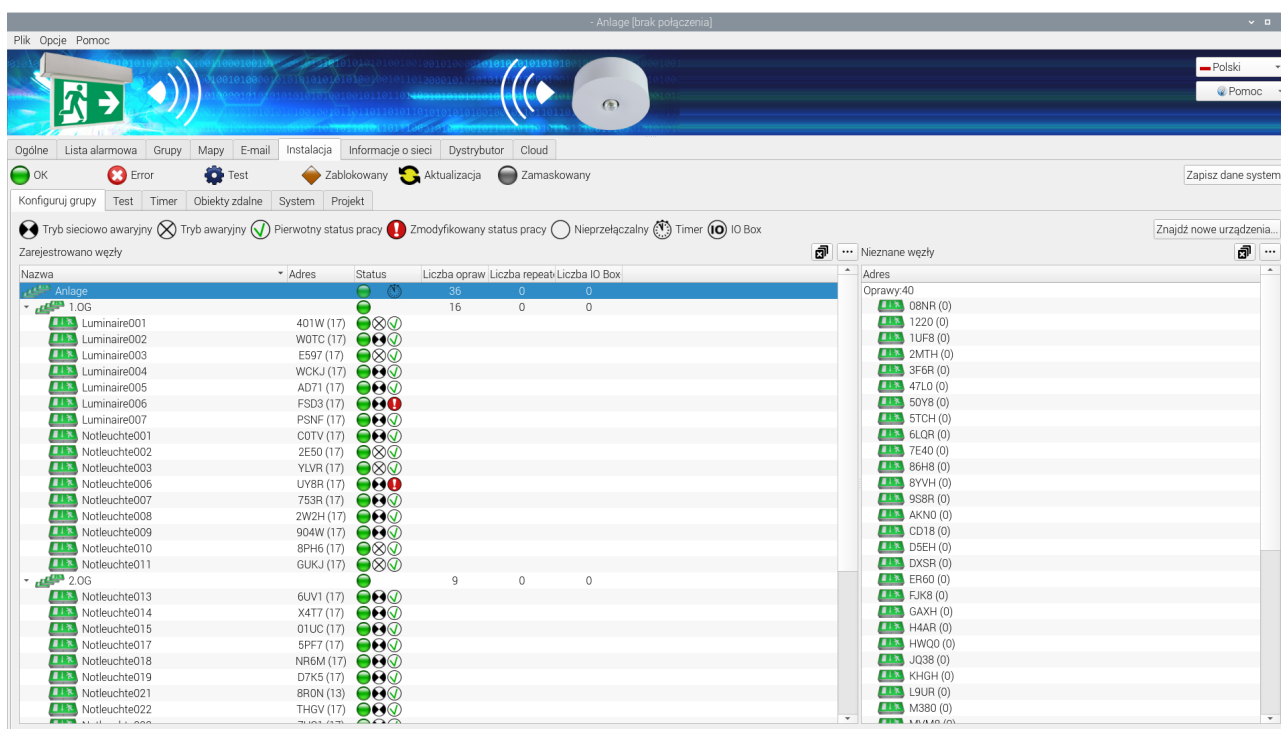 - Anlage [brak połączenia]
Plik Opcje Pomoc
Polski
Pomoc
Ogólne Lista alarmowa Grupy Mapy E-mail Instalacja Informacje o sieci Dystrybutor Cloud
OK Error Test Zablokowany Aktualizacja Zamaskowany Zapisz dane system
Konfiguruj grupy Test Timer Obiekty zdalne System Projekt
Tryb sieciowo awaryjny Tryb awaryjny Pierwotny status pracy Zmodyfikowany status pracy Nieprzełączalny Timer IO IO Box Znajdź nowe urządzenia...
Zarejestrowano węzły ... Nieznane węzły ...
Nazwa Adres Status Liczba opraw Liczba repeat Liczba IO Box Adres
Anlage 36 0 0 Oprawy:40
1.OG 16 0 0 08NR (0)
Luminaire001 401W (17) 1220 (0)
Luminaire002 W0TC (17) 1UF8 (0)
Luminaire003 E597 (17) 2MTH (0)
Luminaire004 WCKJ (17) 3F6R (0)
Luminaire005 AD71 (17) 47L0 (0)
Luminaire006 FSD3 (17) 50Y8 (0)
Luminaire007 PSNF (17) 5TCH (0)
Notleuchte001 C0TV (17) 6LQR (0)
Notleuchte002 2E50 (17) 7E40 (0)
Notleuchte003 YLVR (17) 86H8 (0)
Notleuchte006 UY8R (17) 8YVH (0)
Notleuchte007 753R (17) 9S8R (0)
Notleuchte008 2W2H (17) AKN0 (0)
Notleuchte009 904W (17) CD18 (0)
Notleuchte010 8PH6 (17) D5EH (0)
Notleuchte011 GUKJ (17) DXSR (0)
2.OG 9 0 0 ER60 (0)
Notleuchte013 6UV1 (17) FJK8 (0)
Notleuchte014 X4T7 (17) GAXH (0)
Notleuchte015 01UC (17) H4AR (0)
Notleuchte017 5PF7 (17) HWQ0 (0)
Notleuchte018 NR6M (17) JQ38 (0)
Notleuchte019 D7K5 (17) KHGH (0)
Notleuchte021 8R0N (13) L9UR (0)
Notleuchte022 THGV (17) M380 (0)